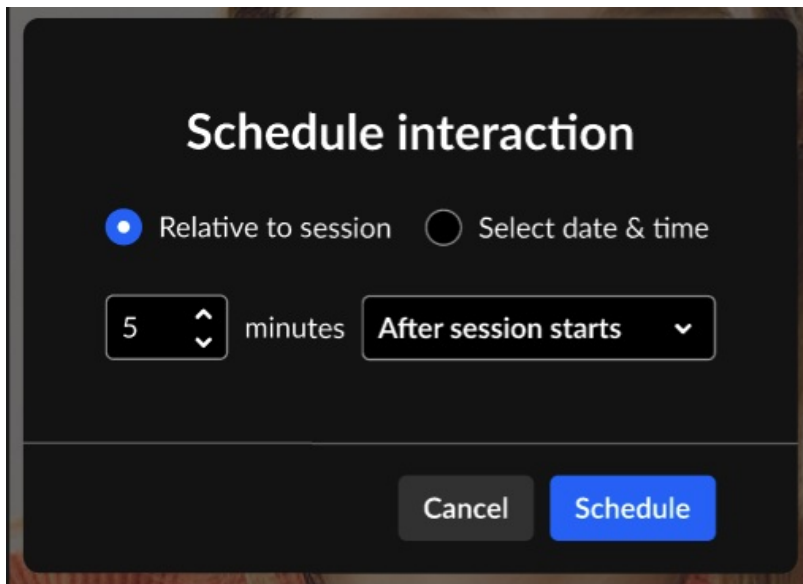 Schedule interaction
Relative to session Select date & time
5 minutes After session starts
Cancel Schedule